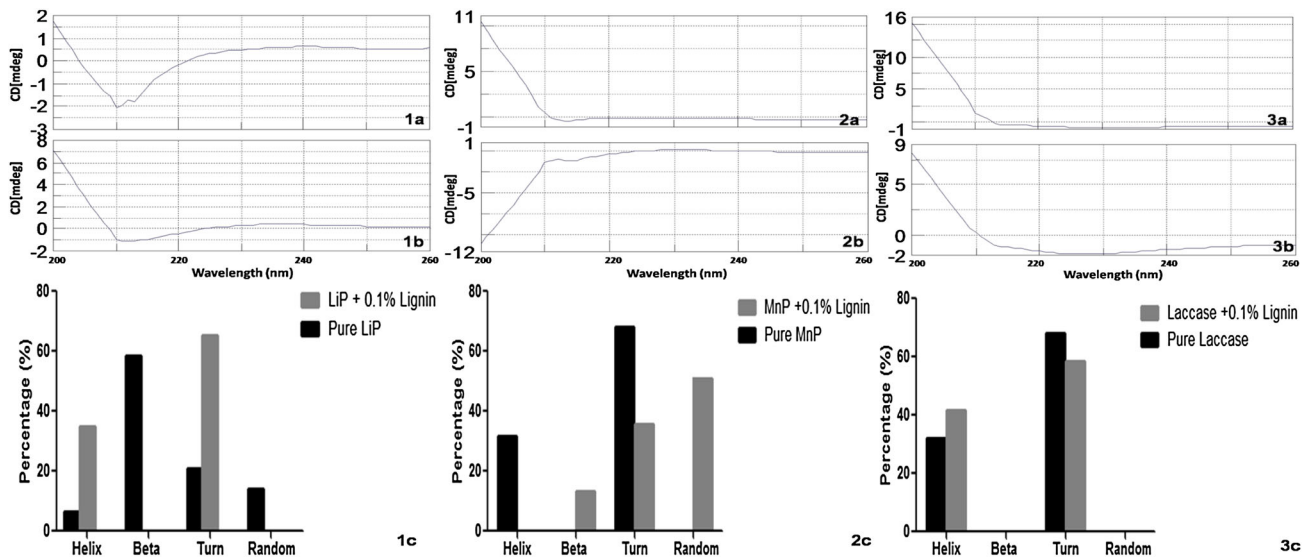 2
1
0
-1
-2
-3
CD[mdeg]
1a
11
5
-1
CD[mdeg]
2a
16
10
5
-1
CD[mdeg]
3a
8
6
4
2
0
-2
CD[mdeg]
1b
200
220
240
260
Wavelength (nm)
1
-5
-12
CD[mdeg]
2b
200
220
240
260
Wavelength (nm)
9
5
0
-2
CD[mdeg]
3b
200
220
240
260
Wavelength (nm)
80
60
40
20
0
Percentage (%)
LiP + 0.1% Lignin
Pure LiP
Helix Beta Turn Random
1c
80
60
40
20
0
Percentage (%)
MnP +0.1% Lignin
Pure MnP
Helix Beta Turn Random
2c
80
60
40
20
0
Percentage (%)
Laccase +0.1% Lignin
Pure Laccase
Helix Beta Turn Random
3c